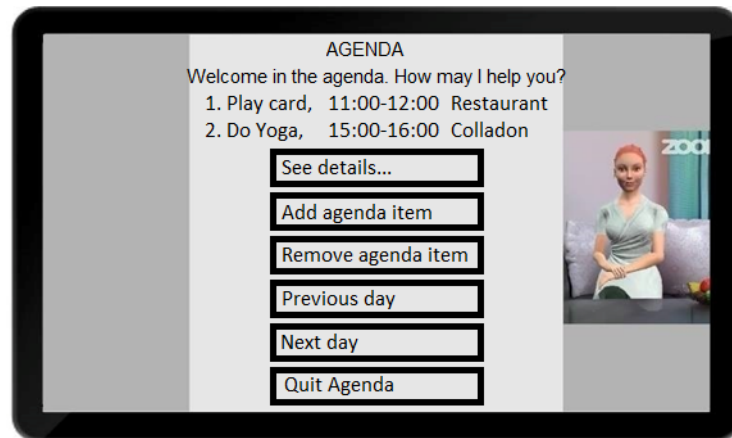 AGENDA
Welcome in the agenda. How may I help you?
1. Play card, 11:00-12:00 Restaurant
2. Do Yoga, 15:00-16:00 Colladon
ZOO
See details...
Add agenda item
Remove agenda item
Previous day
Next day
Quit Agenda